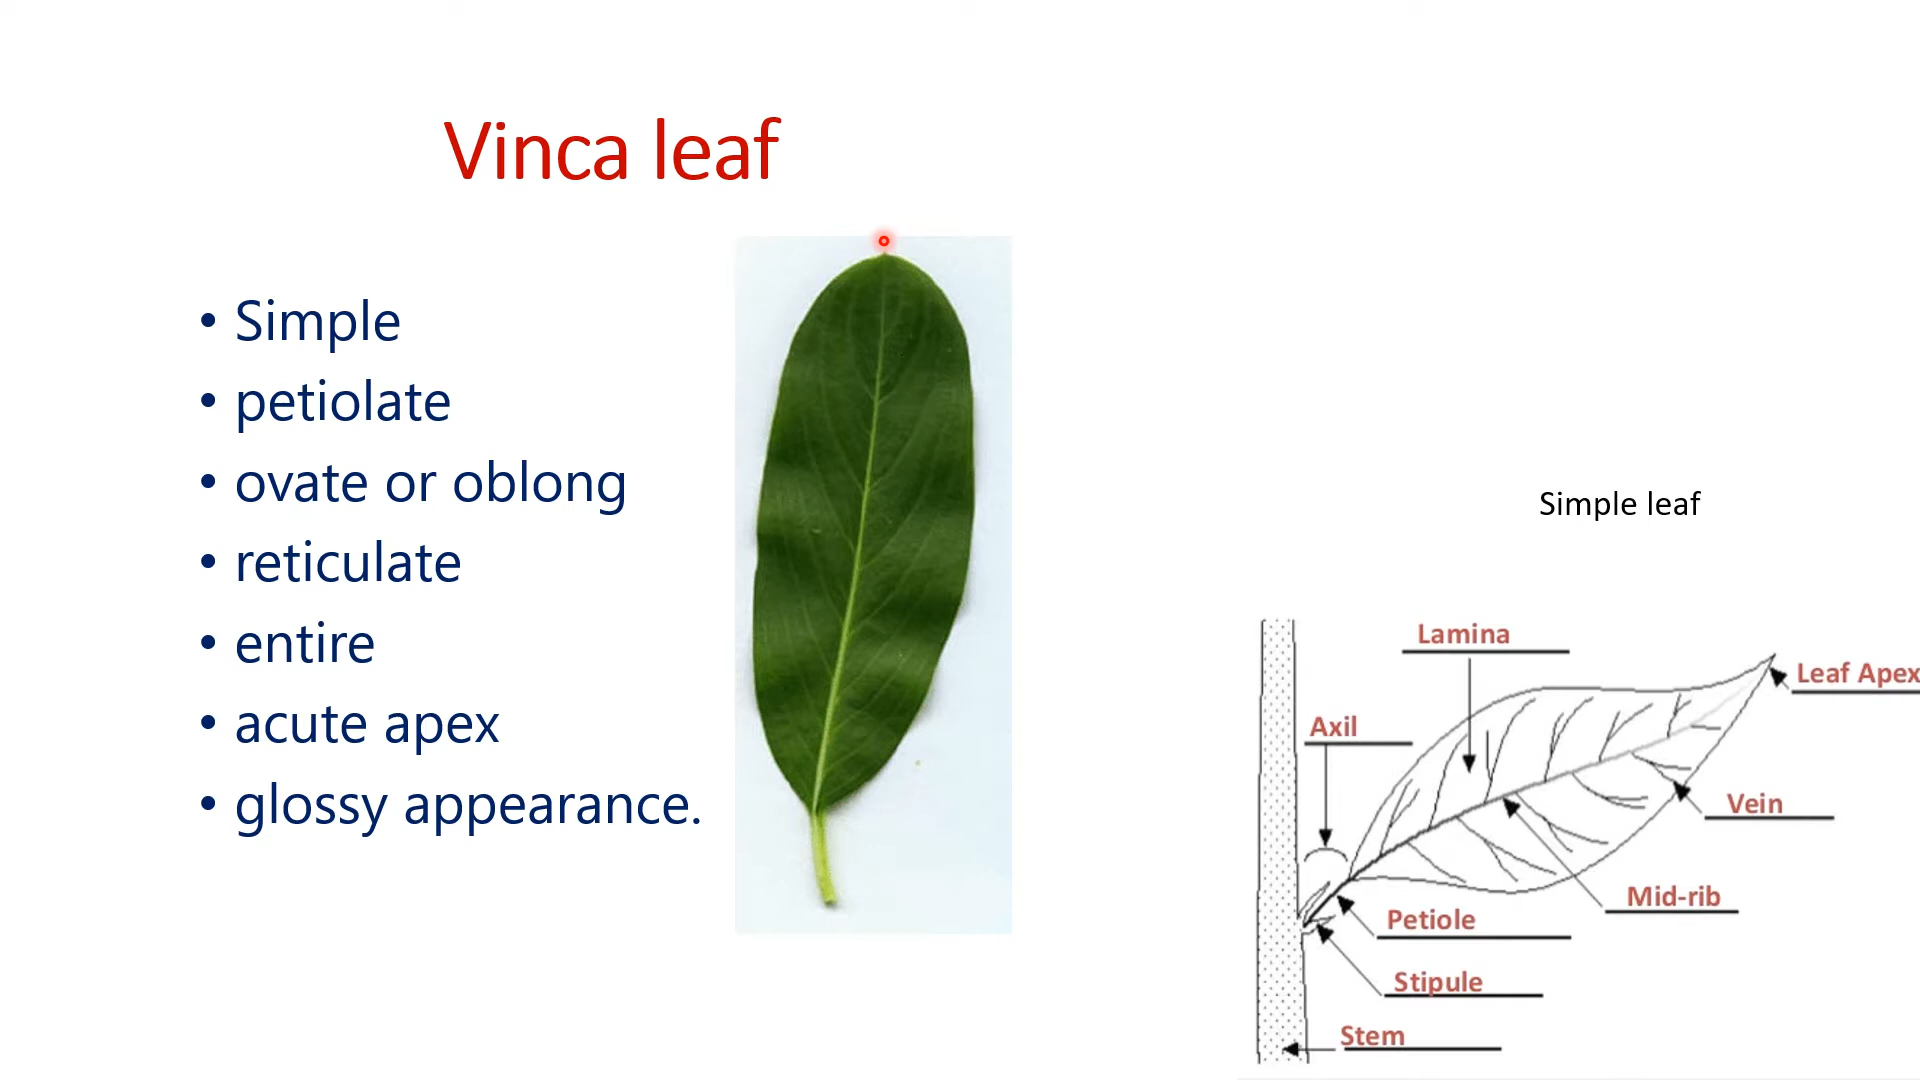 Vinca leaf
• Simple
• petiolate
• ovate or oblong
• reticulate
• entire
• acute apex
• glossy appearance.
Simple leaf
Lamina
Leaf Apex
Axil
Vein
Mid-rib
Petiole
Stipule
Stem